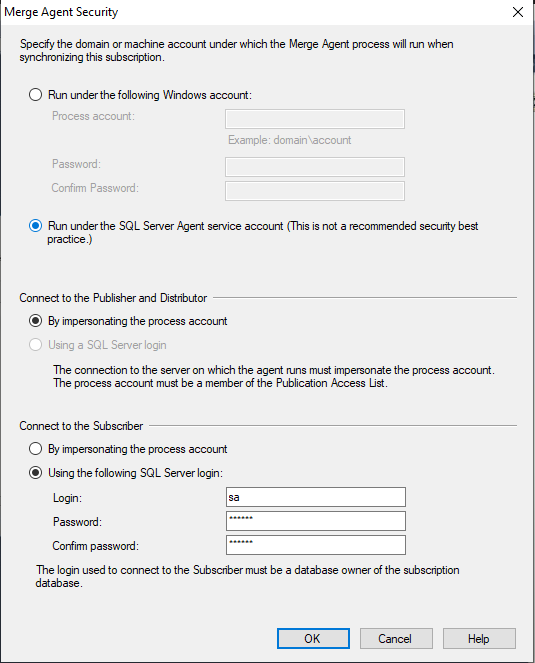 Merge Agent Security
Specify the domain or machine account under which the Merge Agent process will run when
synchronizing this subscription.
Run under the following Windows account:
Process account:
Example: domain\account
Password:
Confirm Password:
Run under the SQL Server Agent service account (This is not a recommended security best
practice.)
Connect to the Publisher and Distributor
By impersonating the process account
Using a SQL Server login
The connection to the server on which the agent runs must impersonate the process account.
The process account must be a member of the Publication Access List.
Connect to the Subscriber
By impersonating the process account
Using the following SQL Server login:
Login: sa
Password: ******
Confirm password: ******
The login used to connect to the Subscriber must be a database owner of the subscription
database.
OK Cancel Help